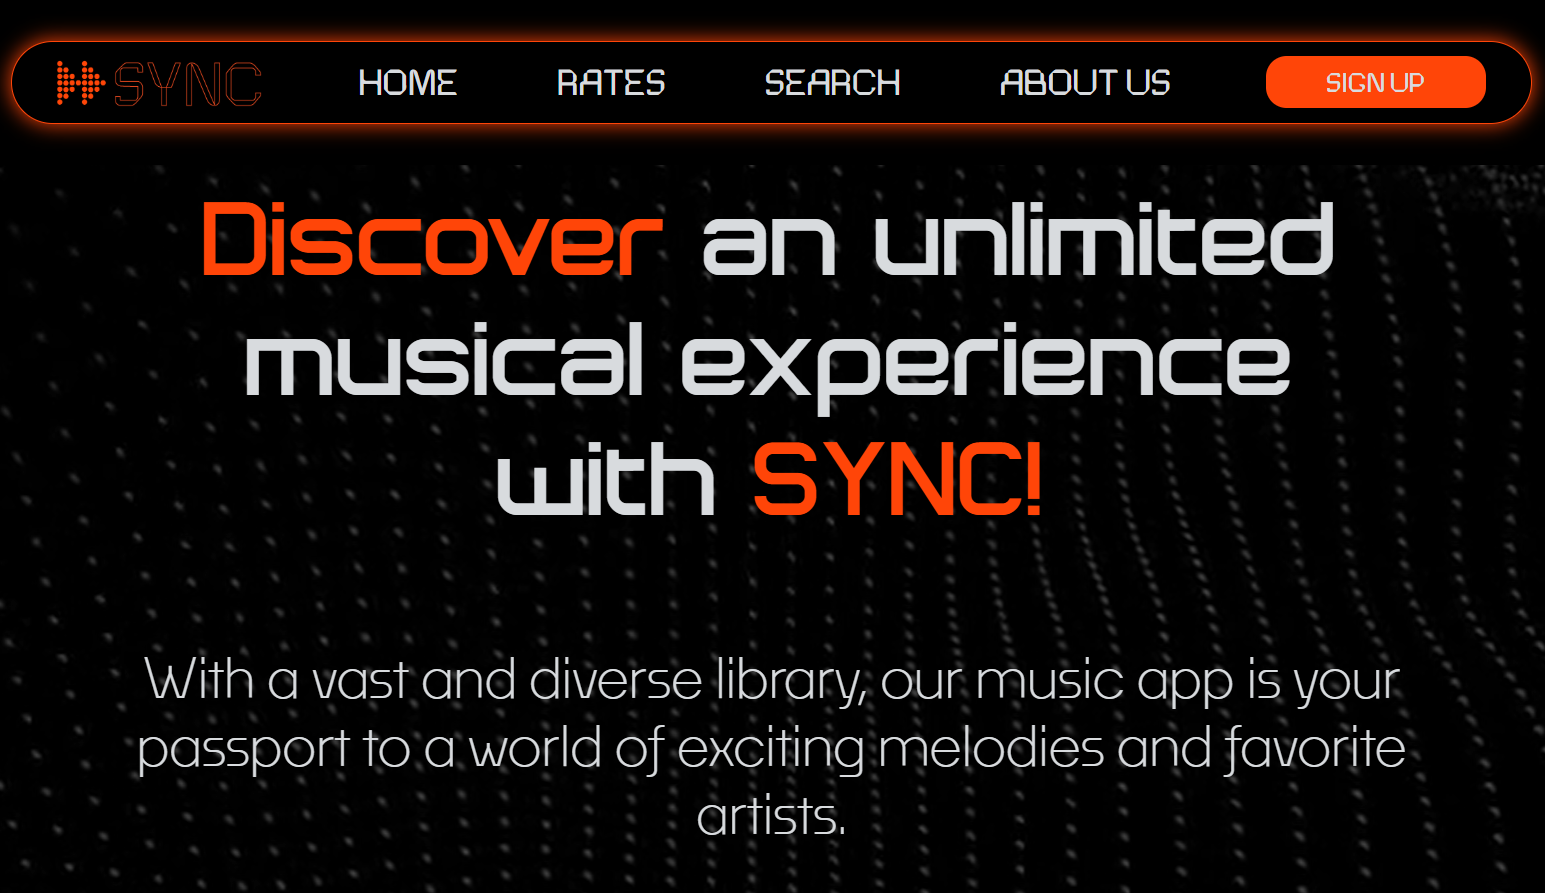 SYNC
HOME
RATES
SEARCH
ABOUT US
SIGN UP
Discover an unlimited
musical experience
with SYNC!
With a vast and diverse library, our music app is your
passport to a world of exciting melodies and favorite
artists.